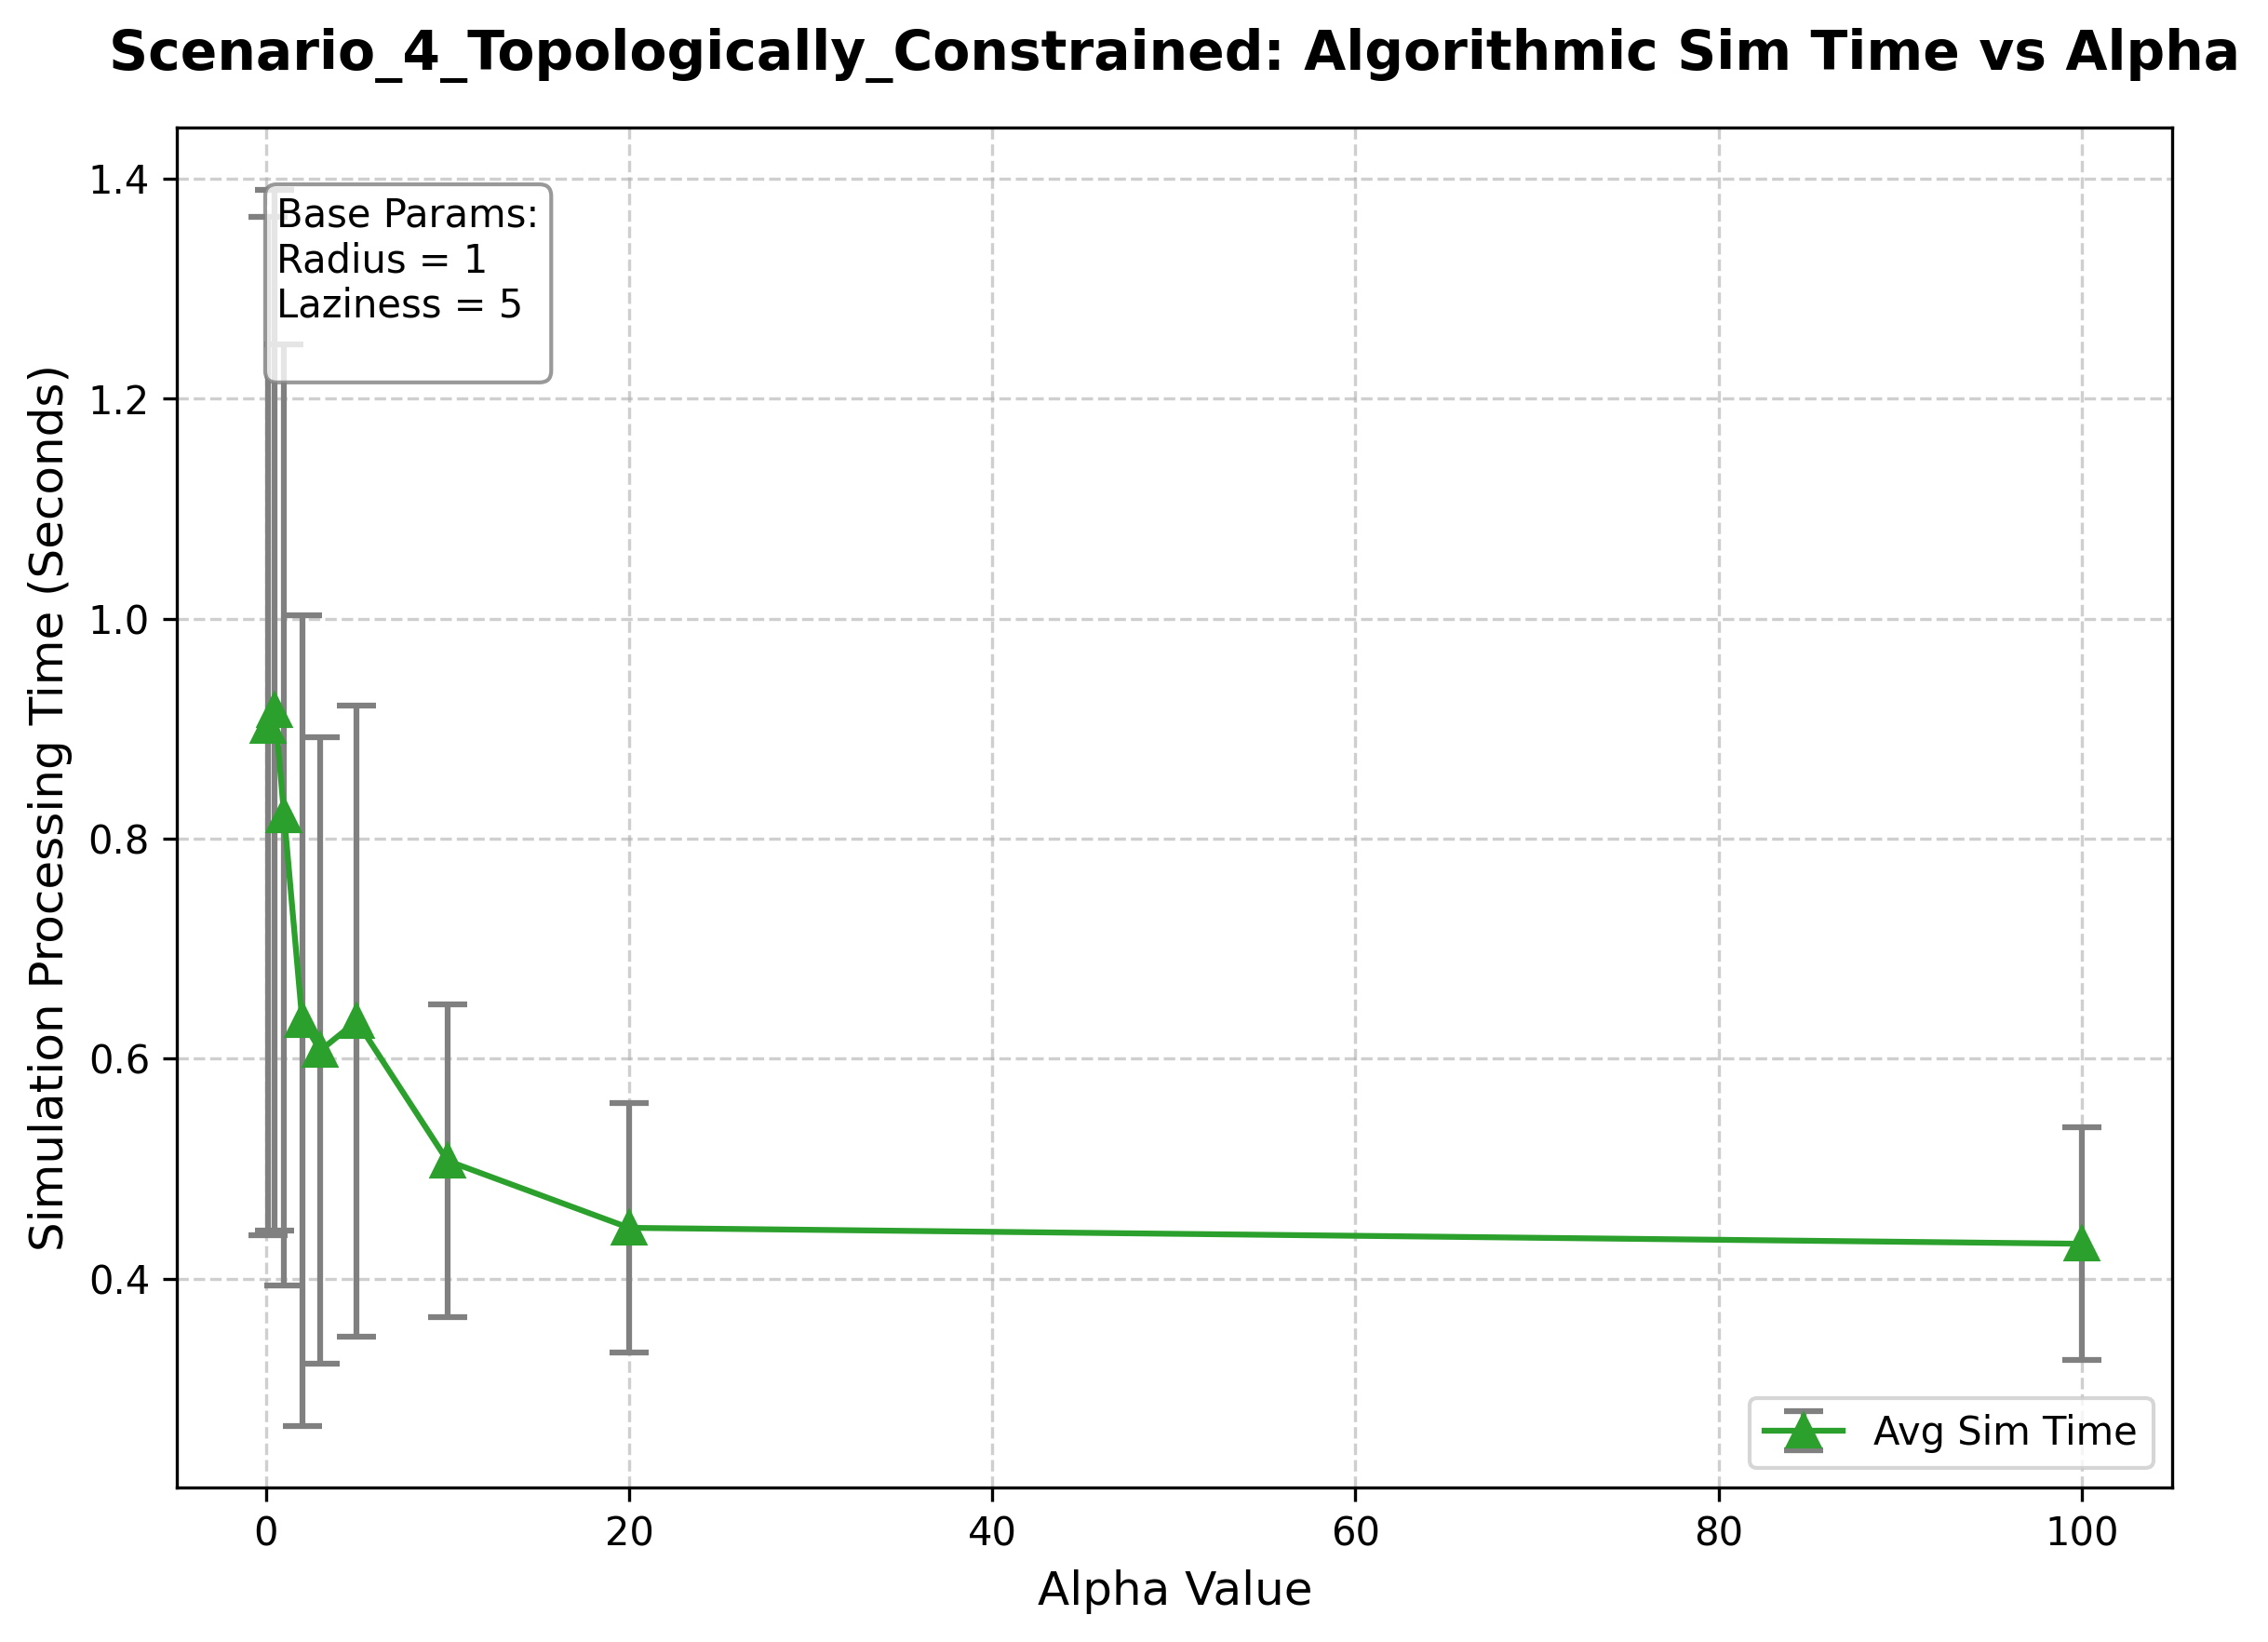 Scenario_4_Topologically_Constrained: Algorithmic Sim Time vs Alpha
Simulation Processing Time (Seconds)
1.4
1.2
1.0
0.8
0.6
0.4
Base Params:
Radius = 1
Laziness = 5
Avg Sim Time
0
20
40
60
80
100
Alpha Value